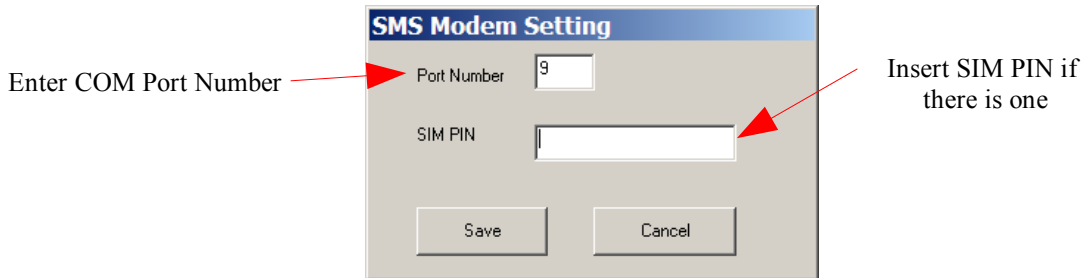 SMS Modem Setting
Enter COM Port Number
Port Number
9
Insert SIM PIN if
there is one
SIM PIN
Save
Cancel